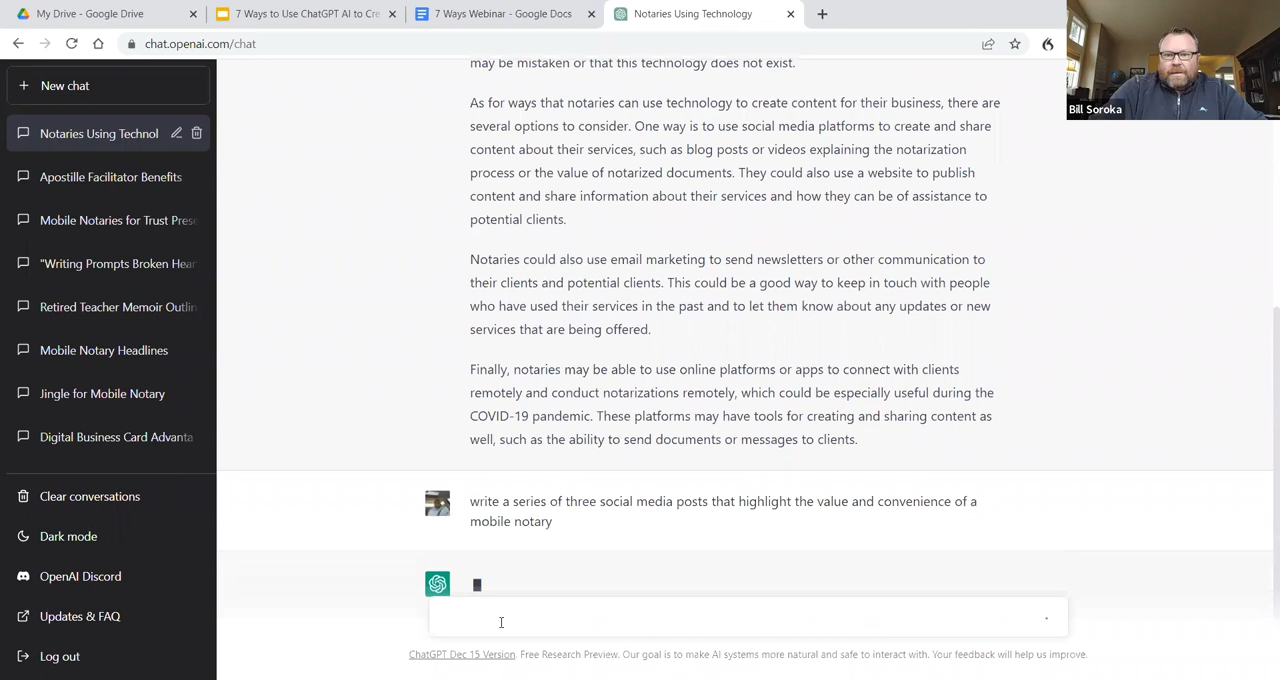 My Drive - Google Drive
7 Ways to Use ChatGPT AI to Cre
7 Ways Webinar - Google Docs
Notaries Using Technology
chat.openai.com/chat
Bill Soroka
New chat
Notaries Using Technol
Apostille Facilitator Benefits
Mobile Notaries for Trust Prese
"Writing Prompts Broken Hear
Retired Teacher Memoir Outlin
Mobile Notary Headlines
Jingle for Mobile Notary
Digital Business Card Advanta
Clear conversations
Dark mode
OpenAI Discord
Updates & FAQ
Log out
may be mistaken or that this technology does not exist.
As for ways that notaries can use technology to create content for their business, there are
several options to consider. One way is to use social media platforms to create and share
content about their services, such as blog posts or videos explaining the notarization
process or the value of notarized documents. They could also use a website to publish
content and share information about their services and how they can be of assistance to
potential clients.
Notaries could also use email marketing to send newsletters or other communication to
their clients and potential clients. This could be a good way to keep in touch with people
who have used their services in the past and to let them know about any updates or new
services that are being offered.
Finally, notaries may be able to use online platforms or apps to connect with clients
remotely and conduct notarizations remotely, which could be especially useful during the
COVID-19 pandemic. These platforms may have tools for creating and sharing content as
well, such as the ability to send documents or messages to clients.
write a series of three social media posts that highlight the value and convenience of a
mobile notary
ChatGPT Dec 15 Version. Free Research Preview. Our goal is to make AI systems more natural and safe to interact with. Your feedback will help us improve.